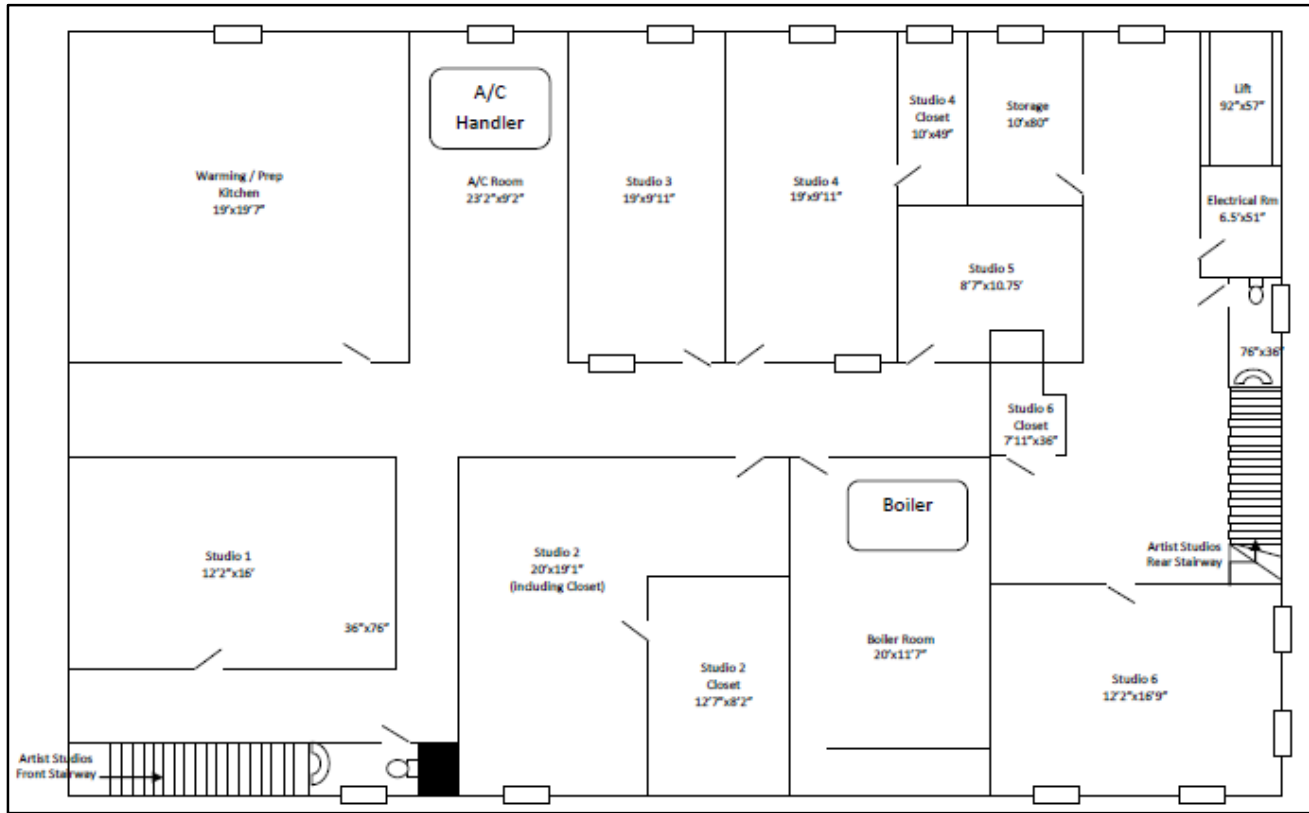 A/C
Handler
Warming / Prep
Kitchen
19'x19'7"
A/C Room
23'2"x9'2"
Studio 3
19'x9'11"
Studio 4
19'x9'11"
Studio 4
Closet
10'x49"
Storage
10'x80"
Lift
92"x57"
Electrical Rm
6.5'x51"
Studio 5
8'7"x10.75'
76"x36"
Studio 6
Closet
7'11"x36"
Boiler
Studio 1
12'2"x16'
36"x76"
Studio 2
20'x19'1"
(including Closet)
Artist Studios
Rear Stairway
Boiler Room
20'x11'7"
Studio 2
Closet
12'7"x8'2"
Studio 6
12'2"x16'9"
Artist Studios
Front Stairway